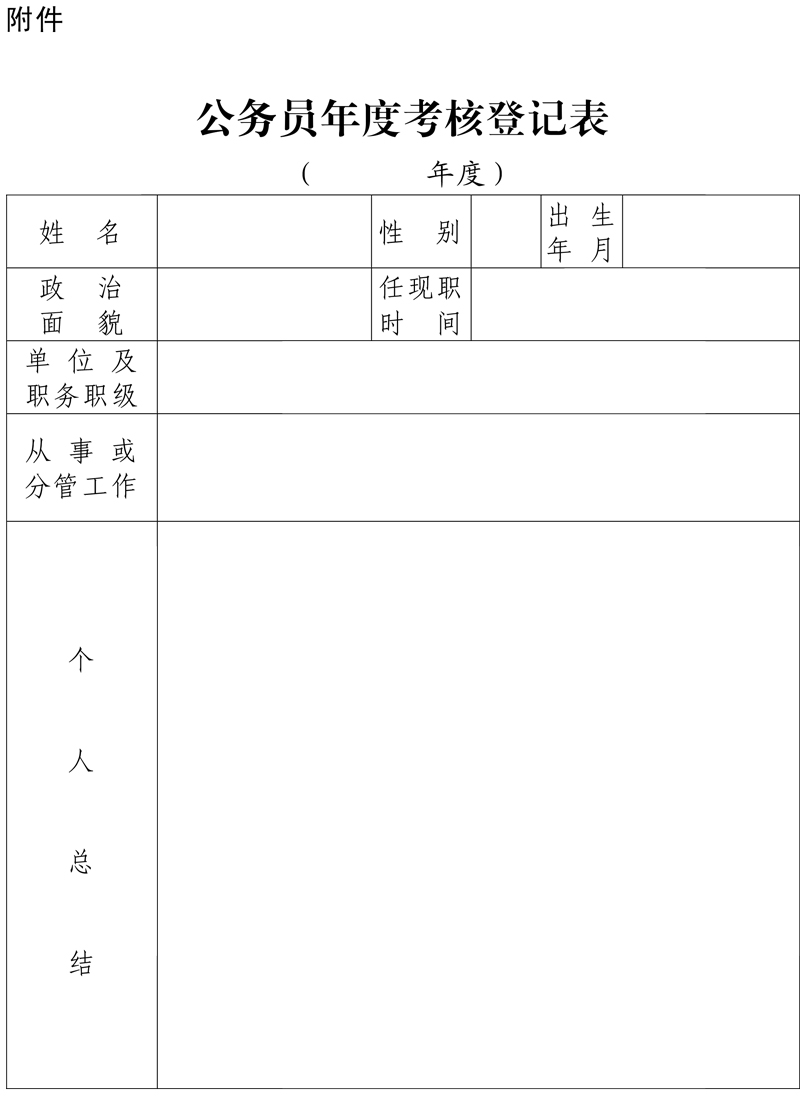 附件
公务员年度考核登记表
（ 年度）
姓 名 性 别 出 生
年 月
政 治
面 貌 任现职
时 间
单 位 及
职务职级
从 事 或
分管工作
个
人
总
结